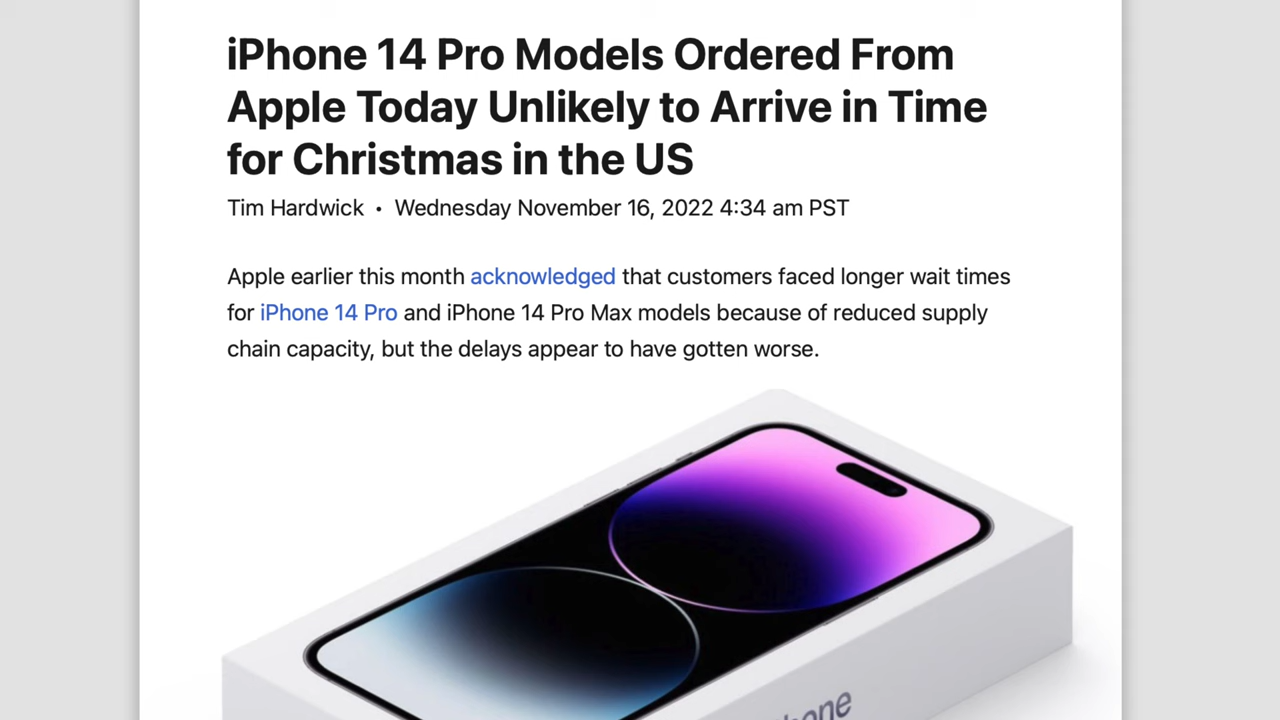 iPhone 14 Pro Models Ordered From
Apple Today Unlikely to Arrive in Time
for Christmas in the US
Tim Hardwick • Wednesday November 16, 2022 4:34 am PST
Apple earlier this month acknowledged that customers faced longer wait times
for iPhone 14 Pro and iPhone 14 Pro Max models because of reduced supply
chain capacity, but the delays appear to have gotten worse.